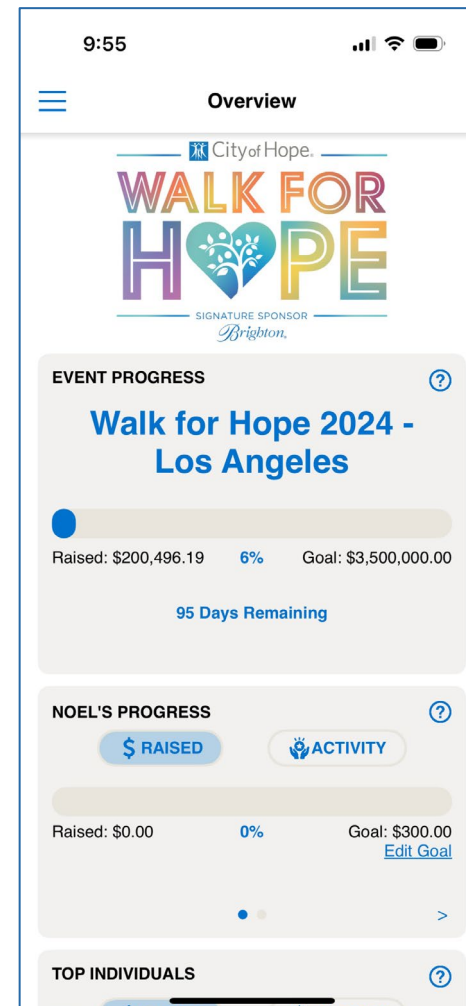 9:55
Overview
City of Hope.
WALK FOR
HOPE
SIGNATURE SPONSOR
Brighton,
EVENT PROGRESS
?
Walk for Hope 2024 -
Los Angeles
Raised: $200,496.19 6% Goal: $3,500,000.00
95 Days Remaining
NOEL'S PROGRESS
?
$ RAISED ACTIVITY
Raised: $0.00 0% Goal: $300.00
Edit Goal
>
TOP INDIVIDUALS
?